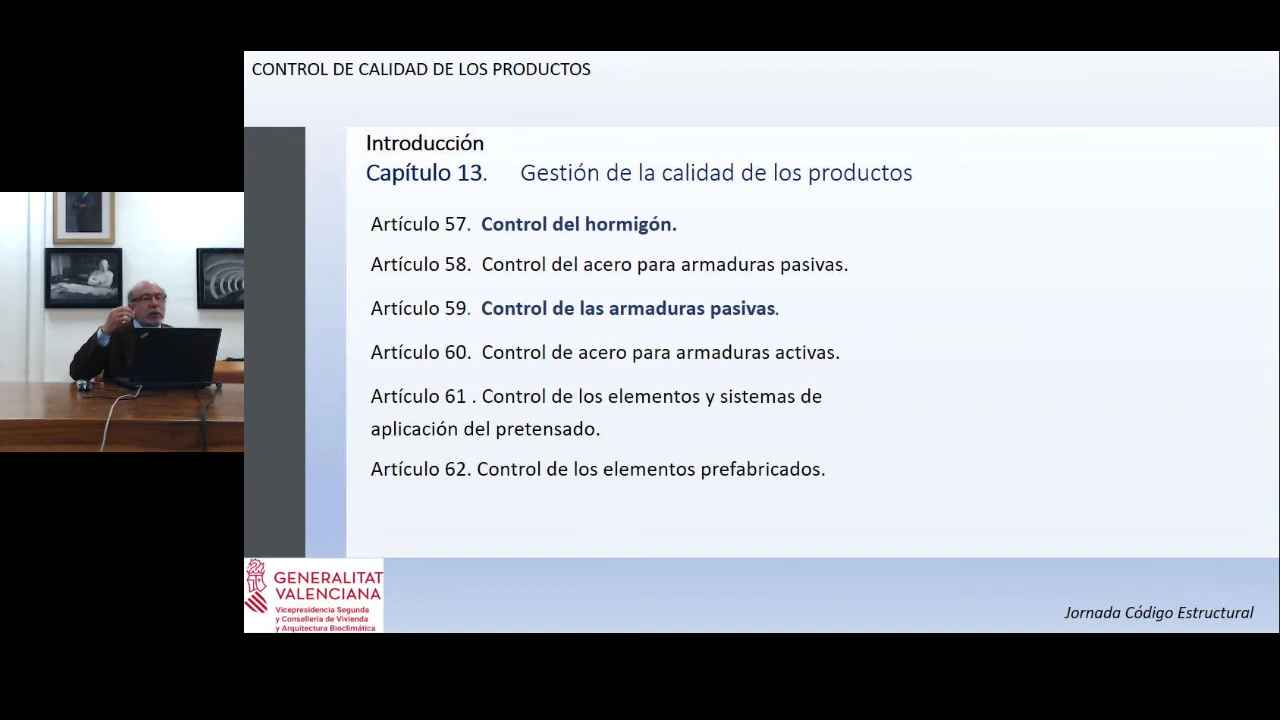 CONTROL DE CALIDAD DE LOS PRODUCTOS
Introducción
Capítulo 13. Gestión de la calidad de los productos
Artículo 57. Control del hormigón.
Artículo 58. Control del acero para armaduras pasivas.
Artículo 59. Control de las armaduras pasivas.
Artículo 60. Control de acero para armaduras activas.
Artículo 61 . Control de los elementos y sistemas de
aplicación del pretensado.
Artículo 62. Control de los elementos prefabricados.
GENERALITAT
VALENCIANA
Vicepresidencia Segunda
y Conselleria de Vivienda
y Arquitectura Bioclimática
Jornada Código Estructural